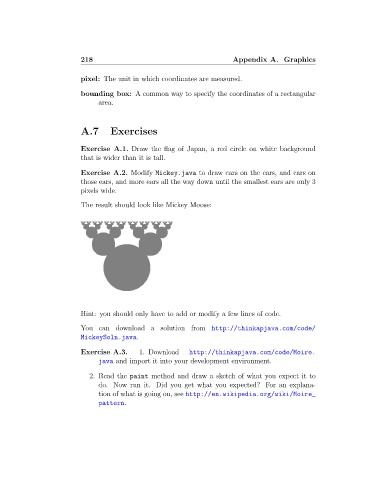 218 Appendix A. Graphics
pixel: The unit in which coordinates are measured.
bounding box: A common way to specify the coordinates of a rectangular
area.
A.7 Exercises
Exercise A.1. Draw the flag of Japan, a red circle on white background
that is wider than it is tall.
Exercise A.2. Modify Mickey.java to draw ears on the ears, and ears on
those ears, and more ears all the way down until the smallest ears are only 3
pixels wide.
The result should look like Mickey Moose:
Hint: you should only have to add or modify a few lines of code.
You can download a solution from http://thinkapjava.com/code/
MickeySoln.java.
Exercise A.3. 1. Download http://thinkapjava.com/code/Moire.
java and import it into your development environment.
2. Read the paint method and draw a sketch of what you expect it to
do. Now run it. Did you get what you expected? For an explana-
tion of what is going on, see http://en.wikipedia.org/wiki/Moire_
pattern.